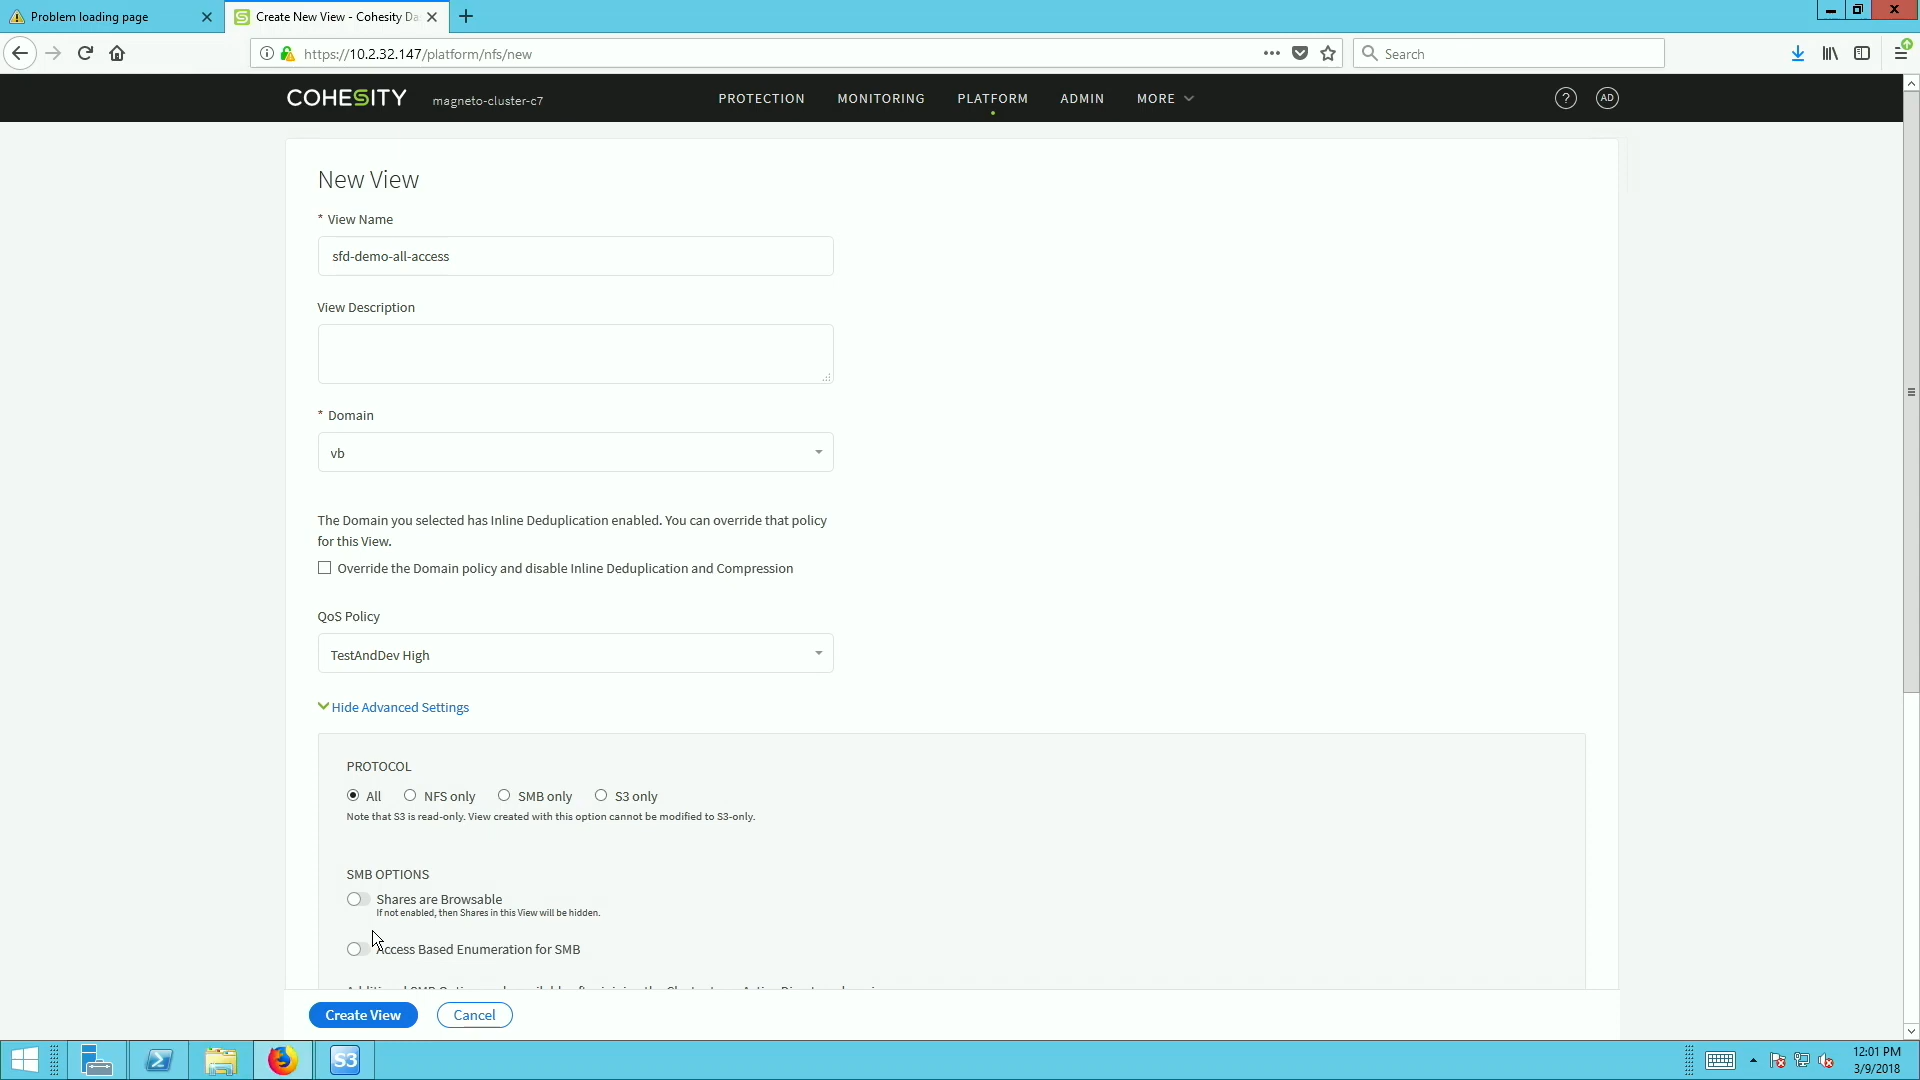 Problem loading page
Create New View - Cohesity Da
https://10.2.32.147/platform/nfs/new
Search
COHESITY
magneto-cluster-c7
PROTECTION
MONITORING
PLATFORM
ADMIN
MORE
?
AD
New View
* View Name
sfd-demo-all-access
View Description
* Domain
vb
The Domain you selected has Inline Deduplication enabled. You can override that policy
for this View.
Override the Domain policy and disable Inline Deduplication and Compression
QoS Policy
TestAndDev High
Hide Advanced Settings
PROTOCOL
All NFS only SMB only S3 only
Note that S3 is read-only. View created with this option cannot be modified to S3-only.
SMB OPTIONS
Shares are Browsable
If not enabled, then Shares in this View will be hidden.
Access Based Enumeration for SMB
Create View
Cancel
S3
12:01 PM
3/9/2018